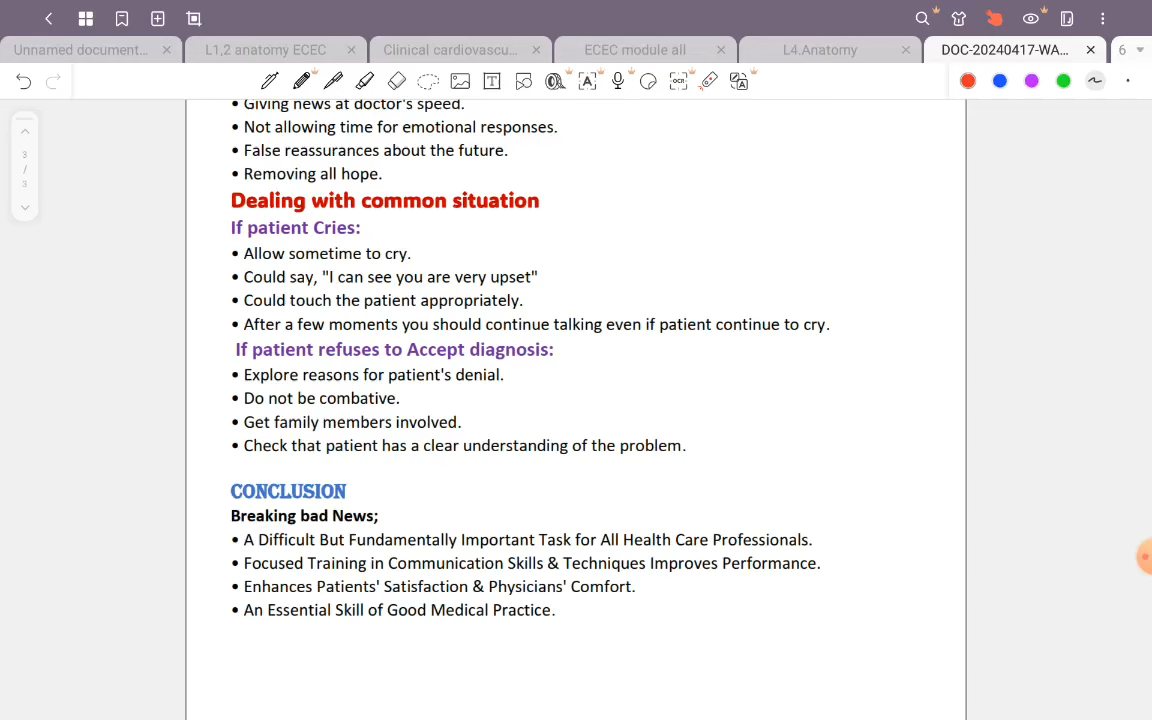 Unnamed document...
L1,2 anatomy ECEC
Clinical cardiovascu...
ECEC module all
L4.Anatomy
DOC-20240417-WA...
6
3
/
3
• Giving news at doctor's speed.
• Not allowing time for emotional responses.
• False reassurances about the future.
• Removing all hope.
Dealing with common situation
If patient Cries:
• Allow sometime to cry.
• Could say, "I can see you are very upset"
• Could touch the patient appropriately.
• After a few moments you should continue talking even if patient continue to cry.
If patient refuses to Accept diagnosis:
• Explore reasons for patient's denial.
• Do not be combative.
• Get family members involved.
• Check that patient has a clear understanding of the problem.
CONCLUSION
Breaking bad News;
• A Difficult But Fundamentally Important Task for All Health Care Professionals.
• Focused Training in Communication Skills & Techniques Improves Performance.
• Enhances Patients' Satisfaction & Physicians' Comfort.
• An Essential Skill of Good Medical Practice.